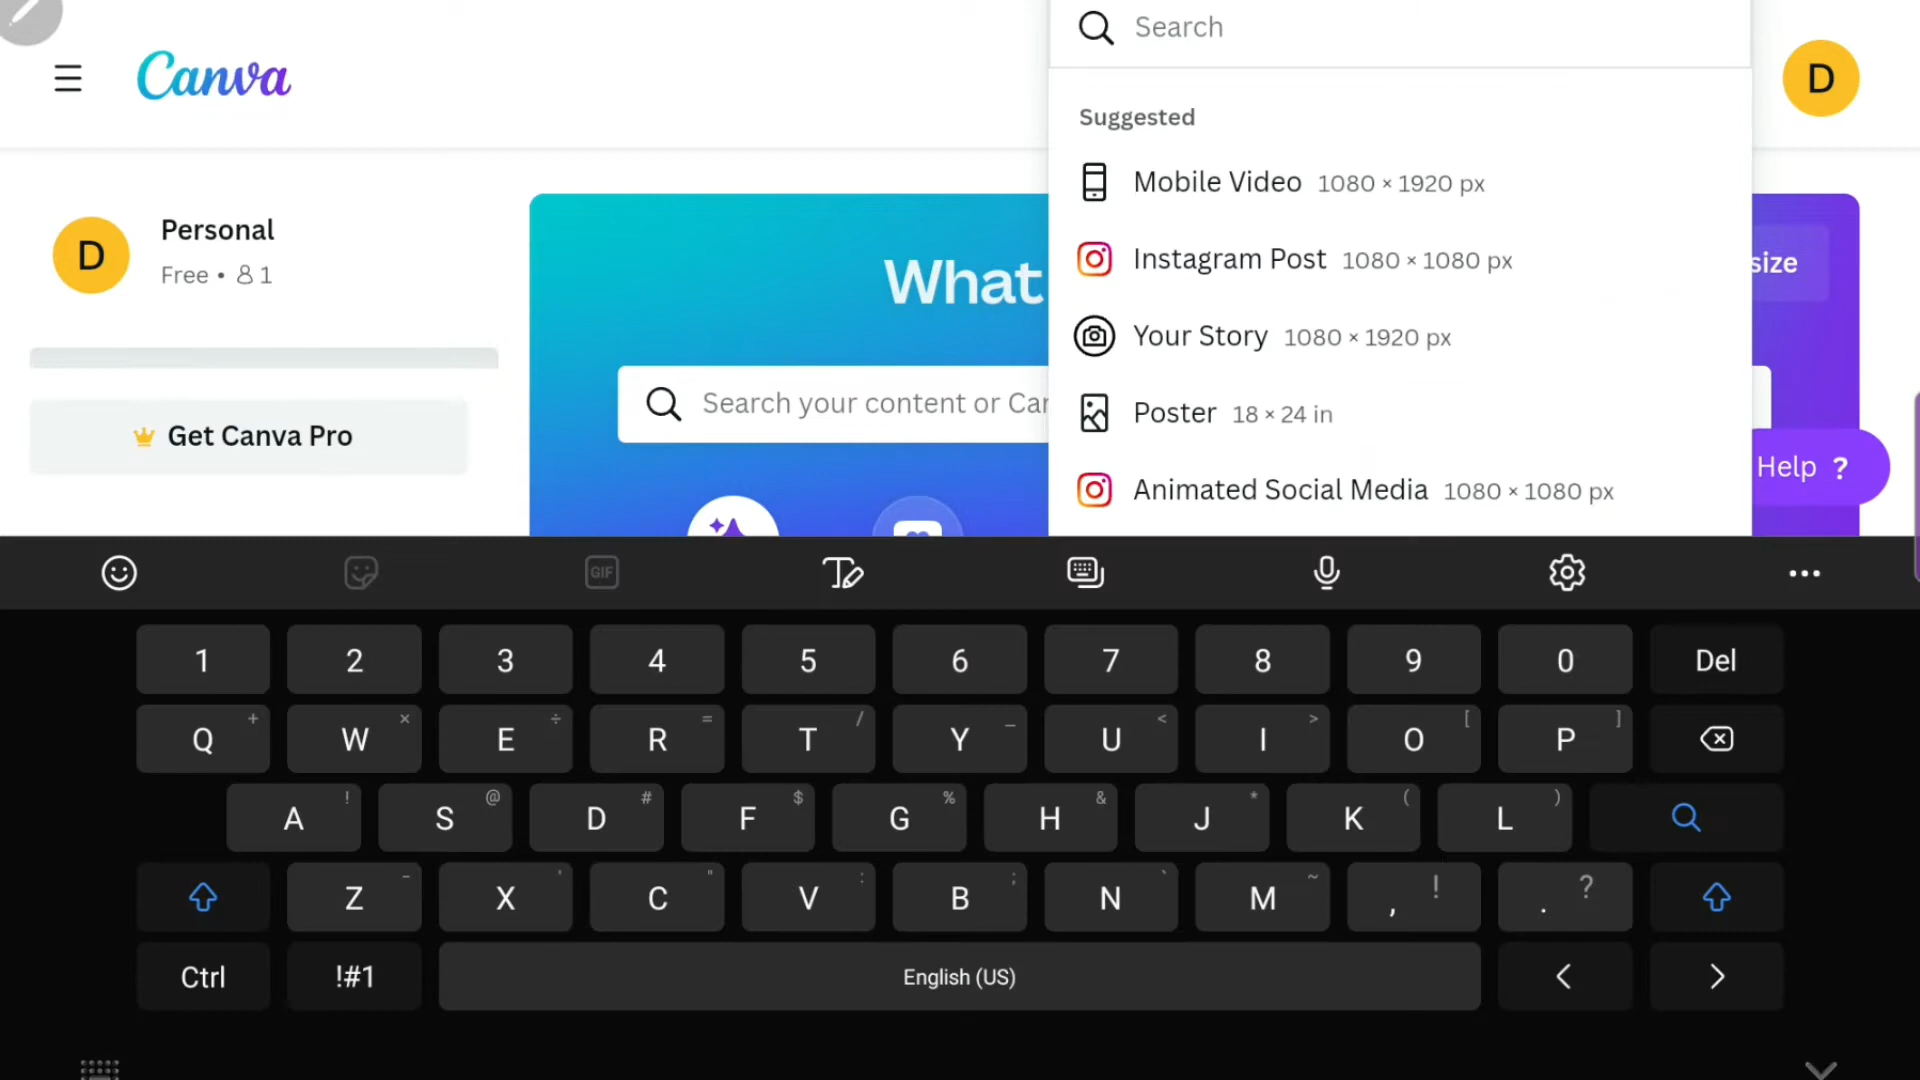 Search
Canva
D
Suggested
Mobile Video 1080 × 1920 px
Personal
Free • 1
D
Instagram Post 1080 × 1080 px
What
size
Your Story 1080 × 1920 px
Search your content or Can
Poster 18 × 24 in
Get Canva Pro
Help ?
Animated Social Media 1080 × 1080 px
GIF
1 2 3 4 5 6 7 8 9 0 Del
Q + W × E ÷ R = T / Y _ U < I > O [ P ]
A ! S @ D # F $ G % H & J * K ( L )
Z - X ' C " V : B ; N ` M ~ , ! . ?
Ctrl !#1 English (US) < >